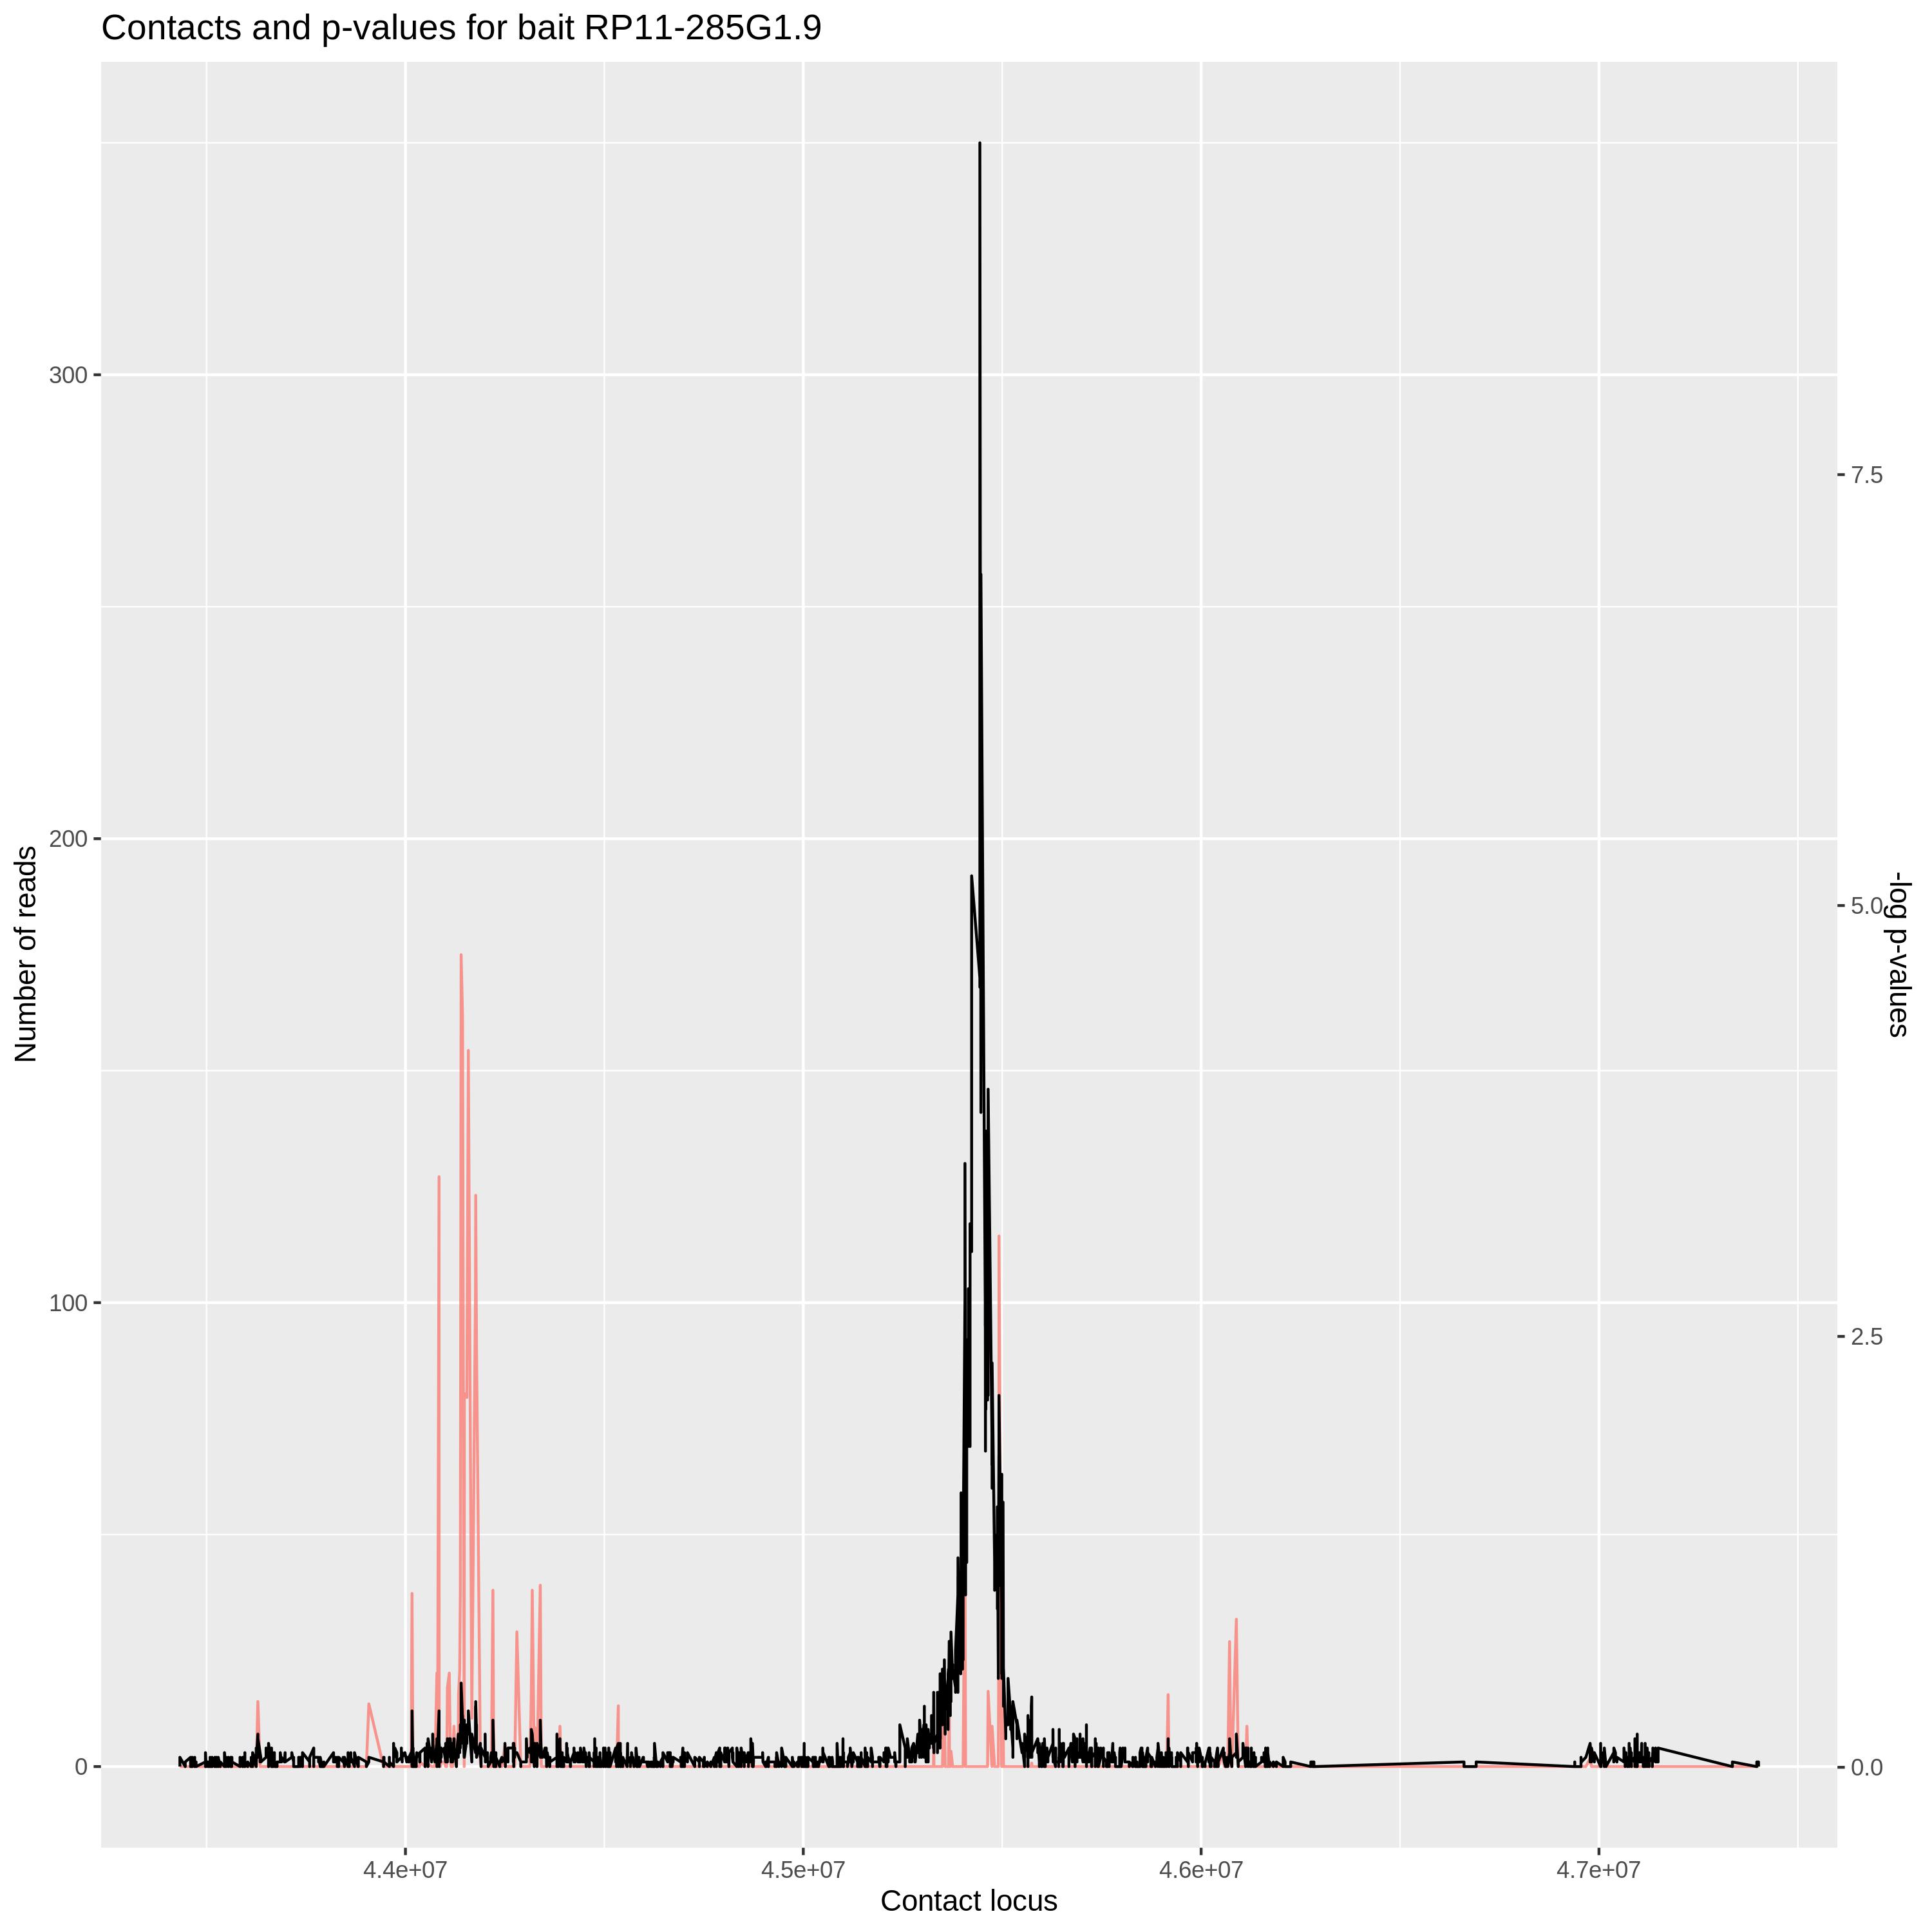 Contacts and p-values for bait RP11-285G1.9
300
200
100
0
Number of reads
7.5
5.0
2.5
0.0
-log p-values
4.4e+07 4.5e+07 4.6e+07 4.7e+07
Contact locus